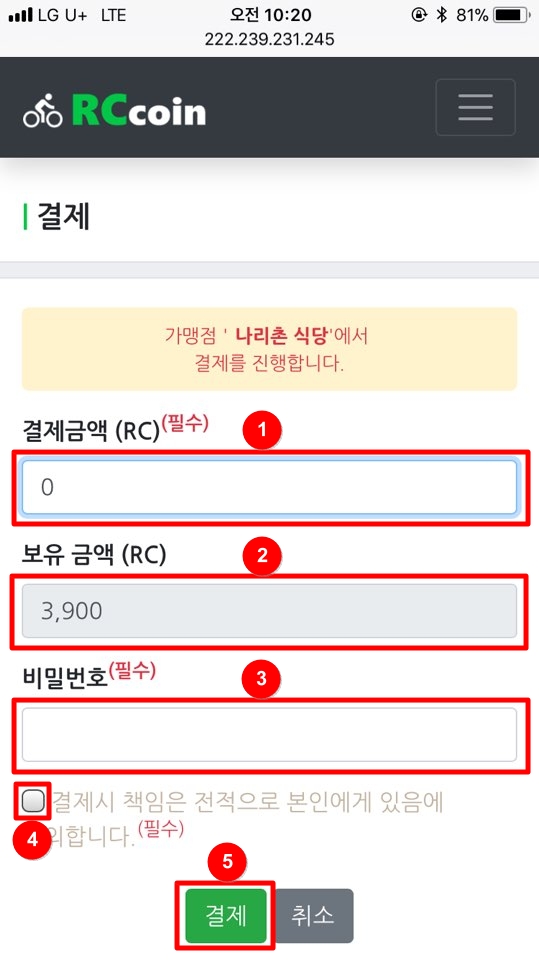 LG U+ LTE 오전 10:20 81%
222.239.231.245
RCcoin
결제
가맹점 ' 나리촌 식당'에서
결제를 진행합니다.
결제금액 (RC)(필수) 1
0
보유 금액 (RC) 2
3,900
비밀번호(필수) 3
결제시 책임은 전적으로 본인에게 있음에
4 의합니다.(필수)
5
결제 취소